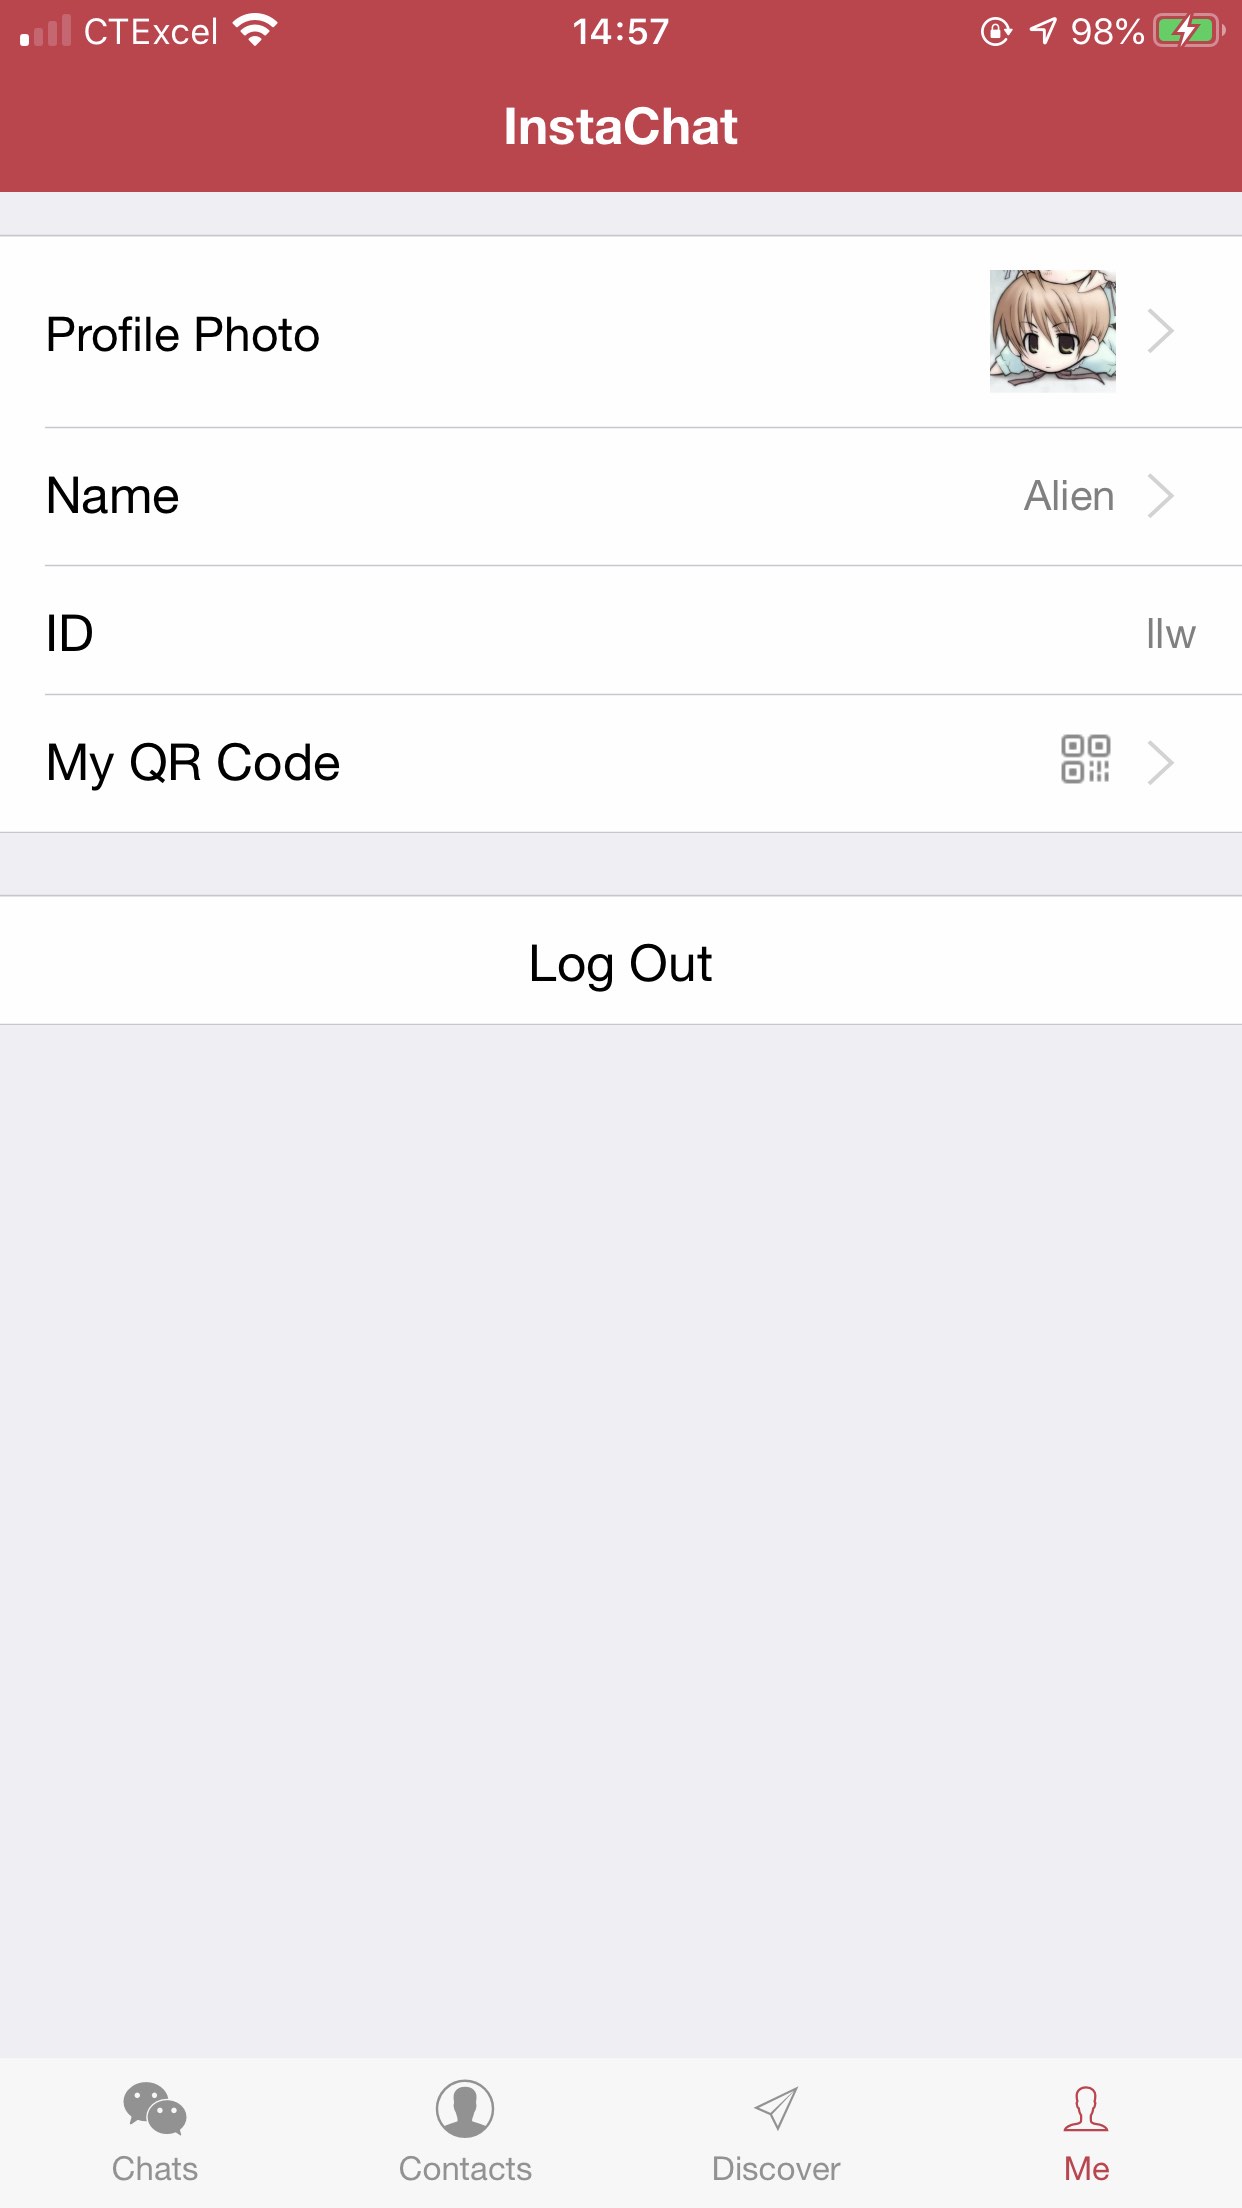 CTExcel 14:57 98%
InstaChat
Profile Photo
Name Alien
ID llw
My QR Code
Log Out
Chats Contacts Discover Me